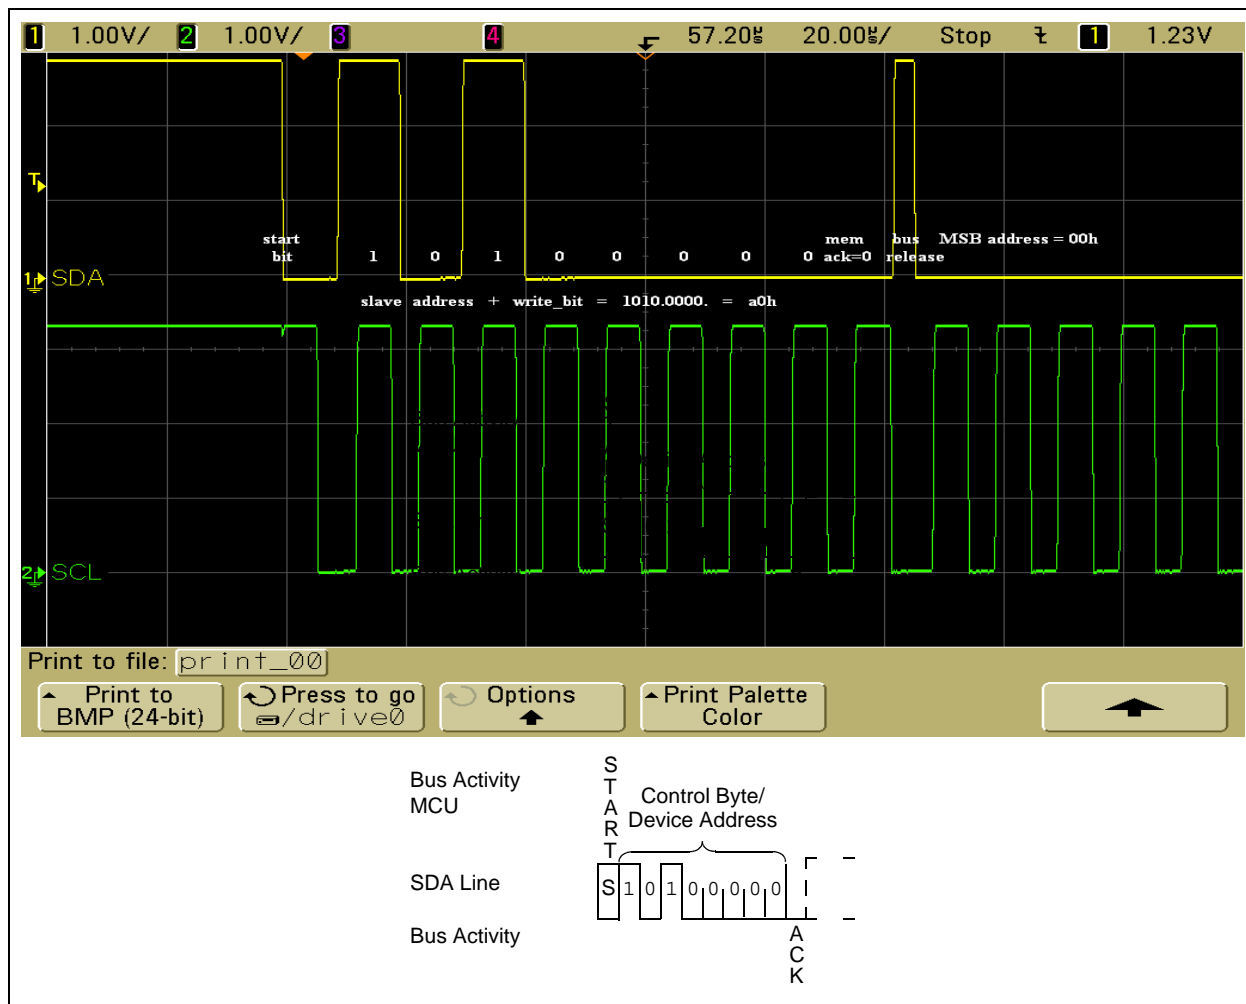 1 1.00V/ 2 1.00V/ 3 4 57.20µs 20.00µs/ Stop 1 1.23V
T
start
bit 1 0 1 0 0 0 0 0 mem ack=0 bus release MSB address = 00h
1 SDA
slave address + write_bit = 1010.0000. = a0h
2 SCL
Print to file: print_00
Print to BMP (24-bit)
Press to go /drive0
Options
Print Palette Color
Bus Activity
MCU
START
Control Byte/
Device Address
SDA Line
S 1 0 1 0 0 0 0 0
Bus Activity
ACK